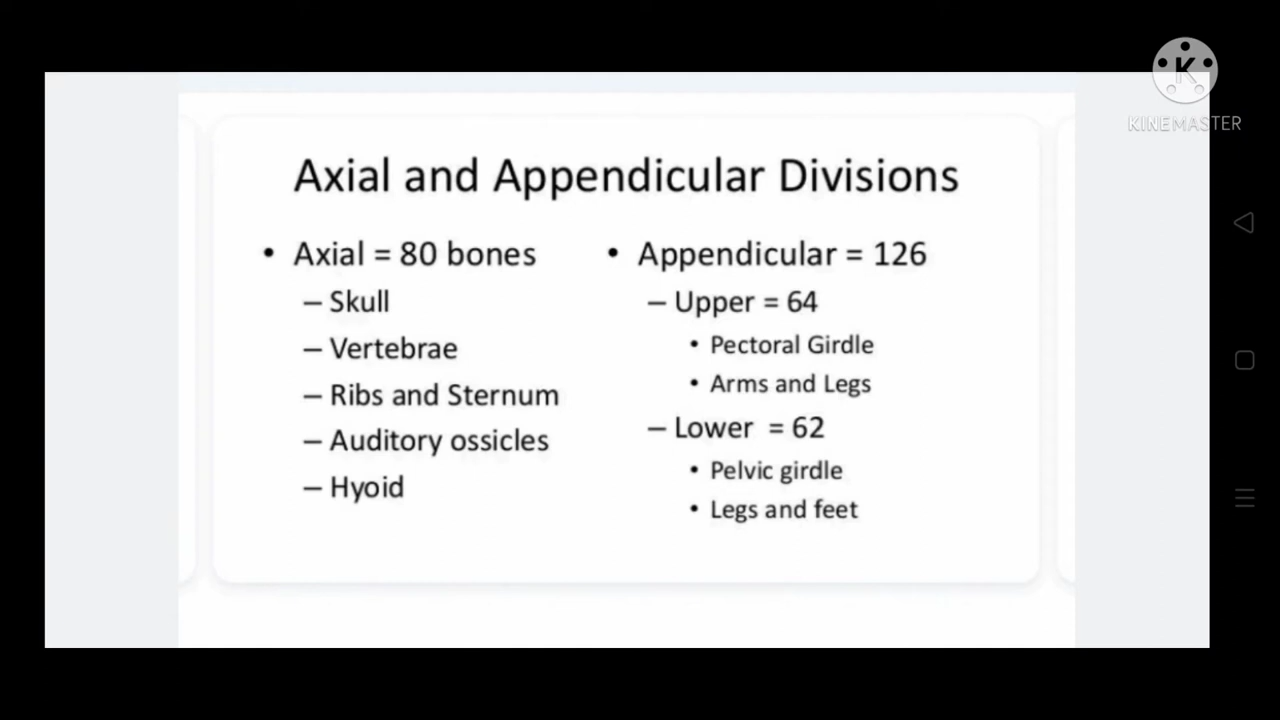 KINEMASTER
Axial and Appendicular Divisions
• Axial = 80 bones
– Skull
– Vertebrae
– Ribs and Sternum
– Auditory ossicles
– Hyoid
• Appendicular = 126
– Upper = 64
• Pectoral Girdle
• Arms and Legs
– Lower = 62
• Pelvic girdle
• Legs and feet